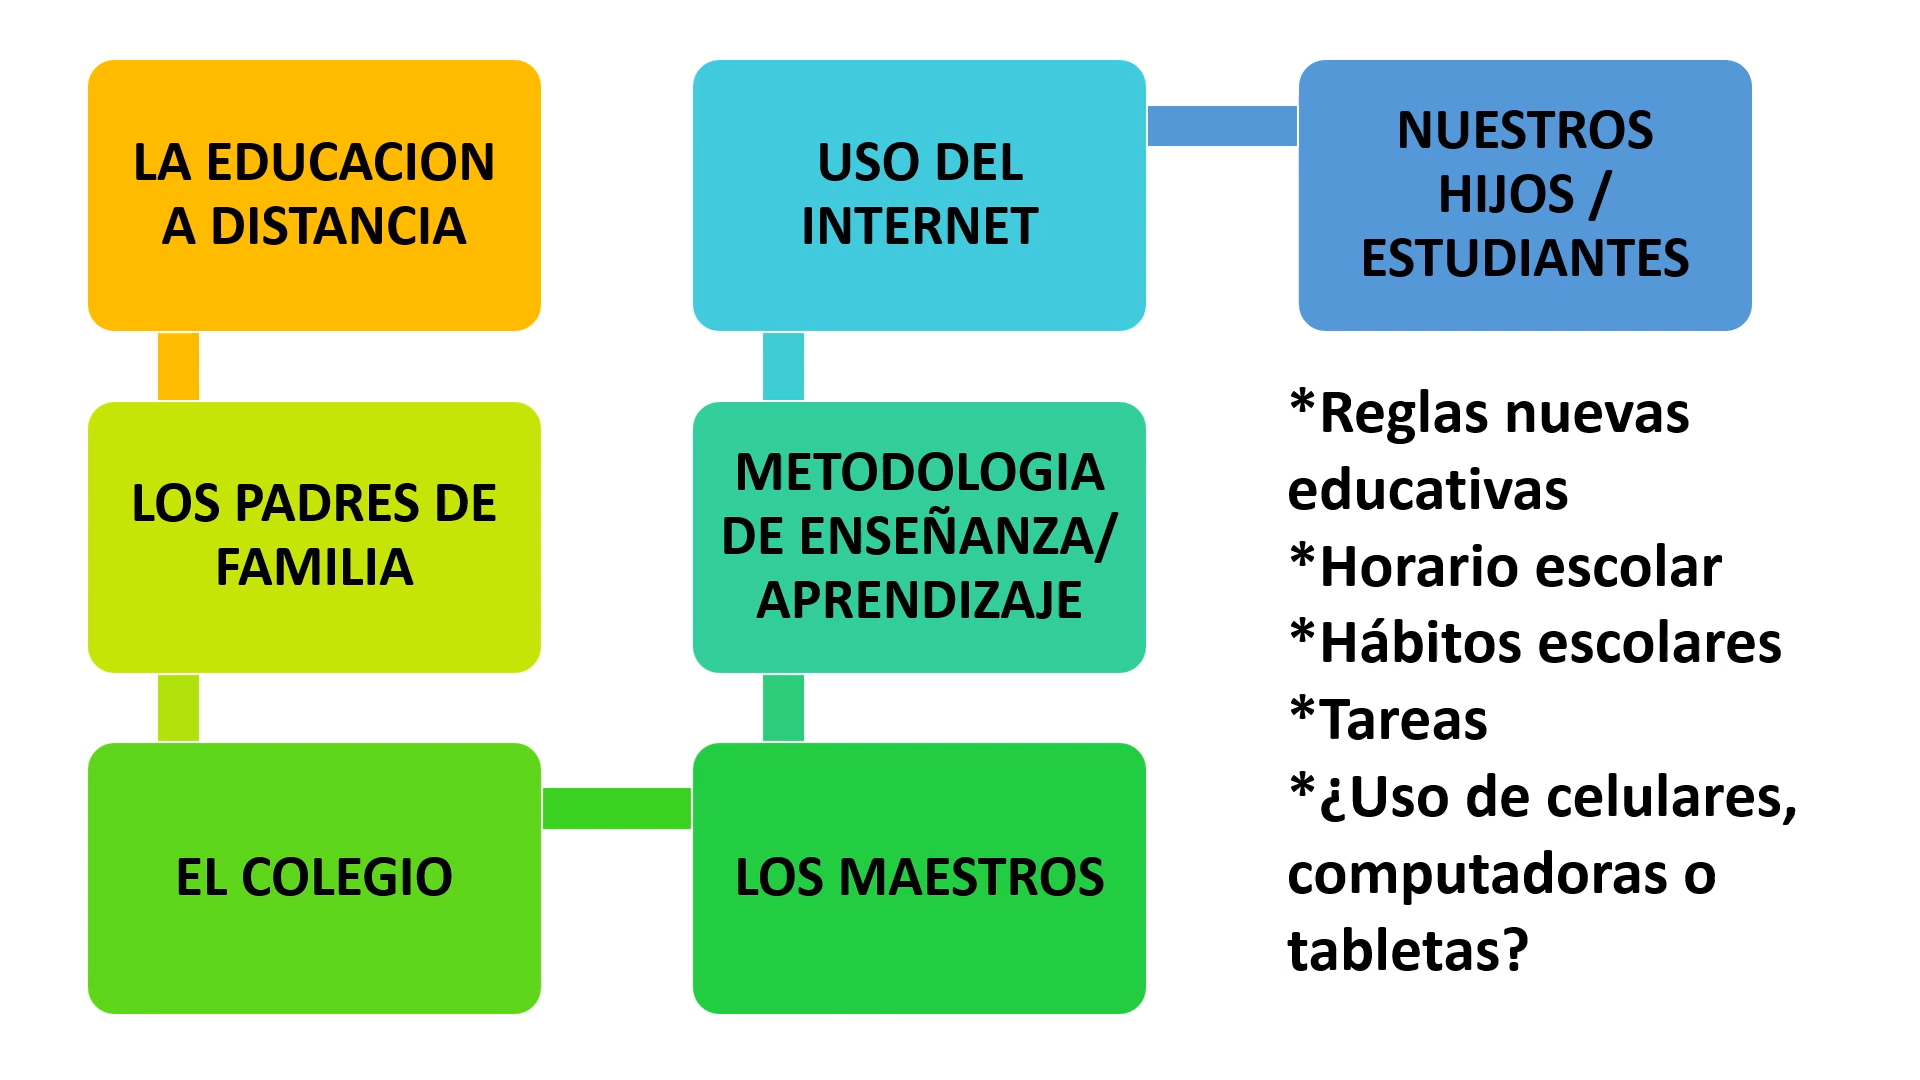 LA EDUCACION
A DISTANCIA
LOS PADRES DE
FAMILIA
EL COLEGIO
LOS MAESTROS
METODOLOGIA
DE ENSEÑANZA/
APRENDIZAJE
USO DEL
INTERNET
NUESTROS
HIJOS /
ESTUDIANTES
*Reglas nuevas
educativas
*Horario escolar
*Hábitos escolares
*Tareas
*¿Uso de celulares,
computadoras o
tabletas?